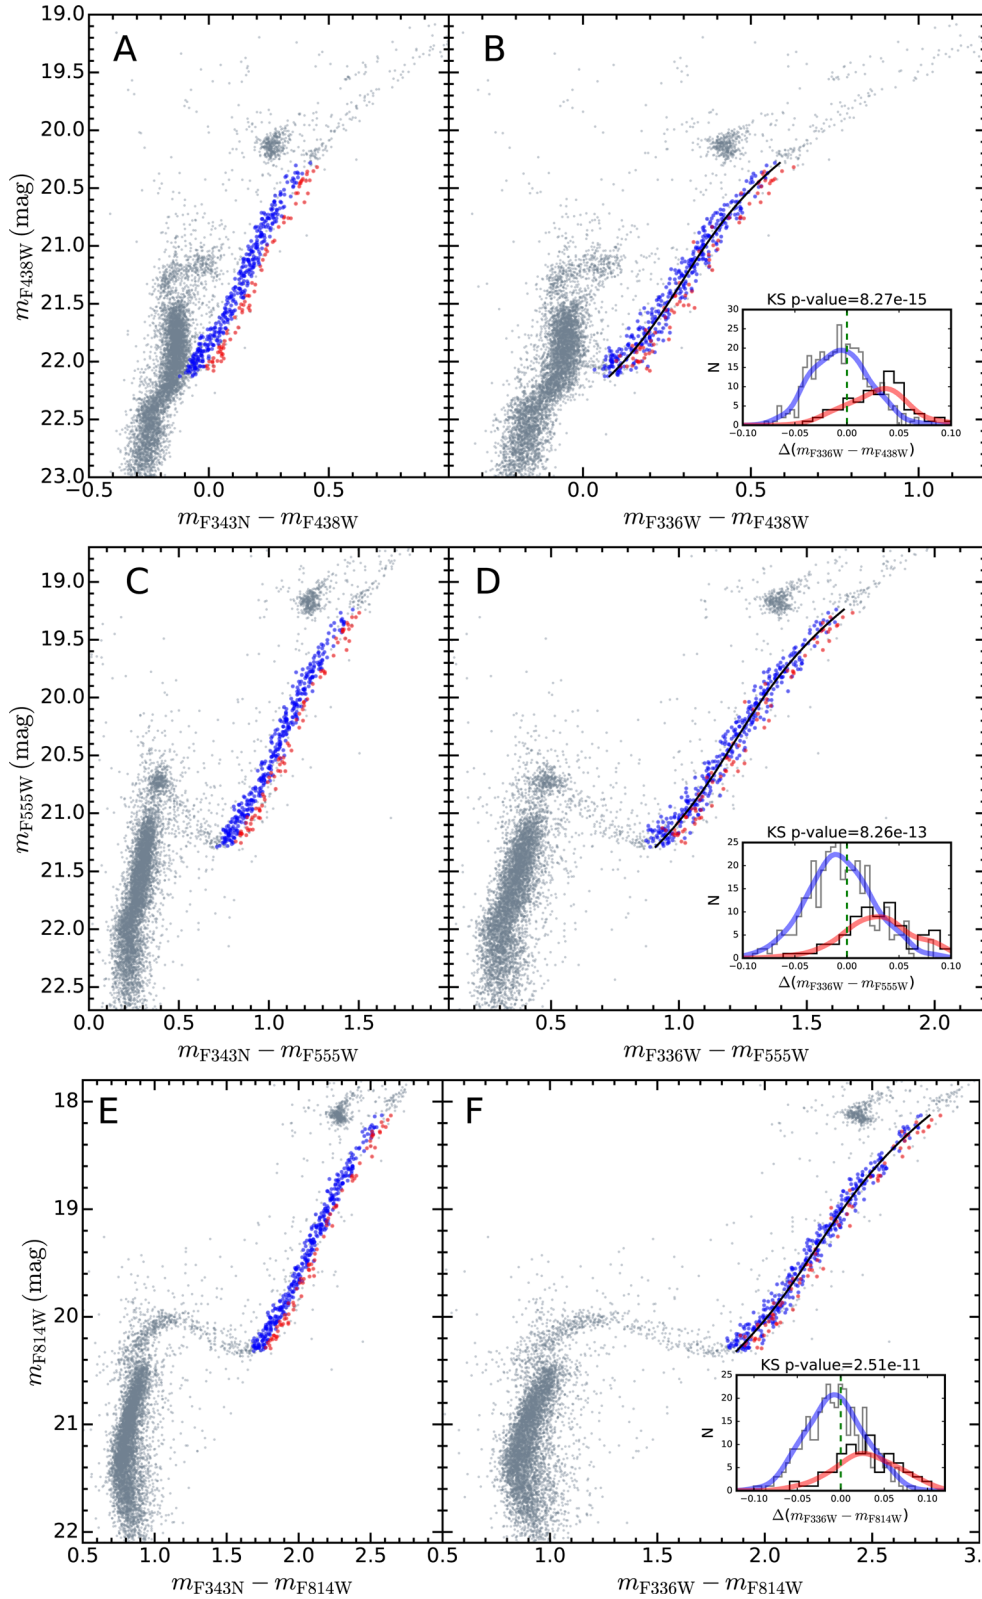 A
B
19.0
19.5
20.0
20.5
21.0
21.5
22.0
22.5
23.0
m_F438W (mag)
KS p-value=8.27e-15
30
25
20
15
10
5
0
N
−0.10 −0.05 0.00 0.05 0.10
Δ(m_F336W − m_F438W)
−0.5 0.0 0.5
0.0 0.5 1.0
m_F343N − m_F438W
m_F336W − m_F438W
C
D
19.0
19.5
20.0
20.5
21.0
21.5
22.0
22.5
m_F555W (mag)
KS p-value=8.26e-13
25
20
15
10
5
0
N
−0.10 −0.05 0.00 0.05 0.10
Δ(m_F336W − m_F555W)
0.0 0.5 1.0 1.5
0.5 1.0 1.5 2.0
m_F343N − m_F555W
m_F336W − m_F555W
E
F
18
19
20
21
22
m_F814W (mag)
KS p-value=2.51e-11
25
20
15
10
5
0
N
−0.10 −0.05 0.00 0.05 0.10
Δ(m_F336W − m_F814W)
0.5 1.0 1.5 2.0 2.5
0.5 1.0 1.5 2.0 2.5 3.
m_F343N − m_F814W
m_F336W − m_F814W